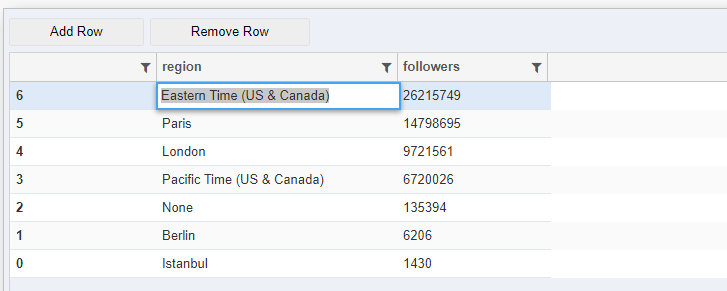 Add Row Remove Row
region followers
6 Eastern Time (US & Canada) 26215749
5 Paris 14798695
4 London 9721561
3 Pacific Time (US & Canada) 6720026
2 None 135394
1 Berlin 6206
0 Istanbul 1430